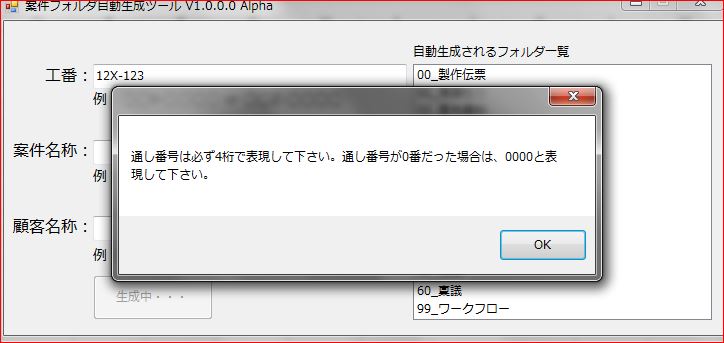 案件フォルダ自動生成ツール V1.0.0.0 Alpha
自動生成されるフォルダ一覧
工番：
12X-123
00_製作伝票
例
通し番号は必ず4桁で表現して下さい。通し番号が0番だった場合は、0000と表
現して下さい。
案件名称：
例
顧客名称：
例
OK
生成中・・・
60_稟議
99_ワークフロー